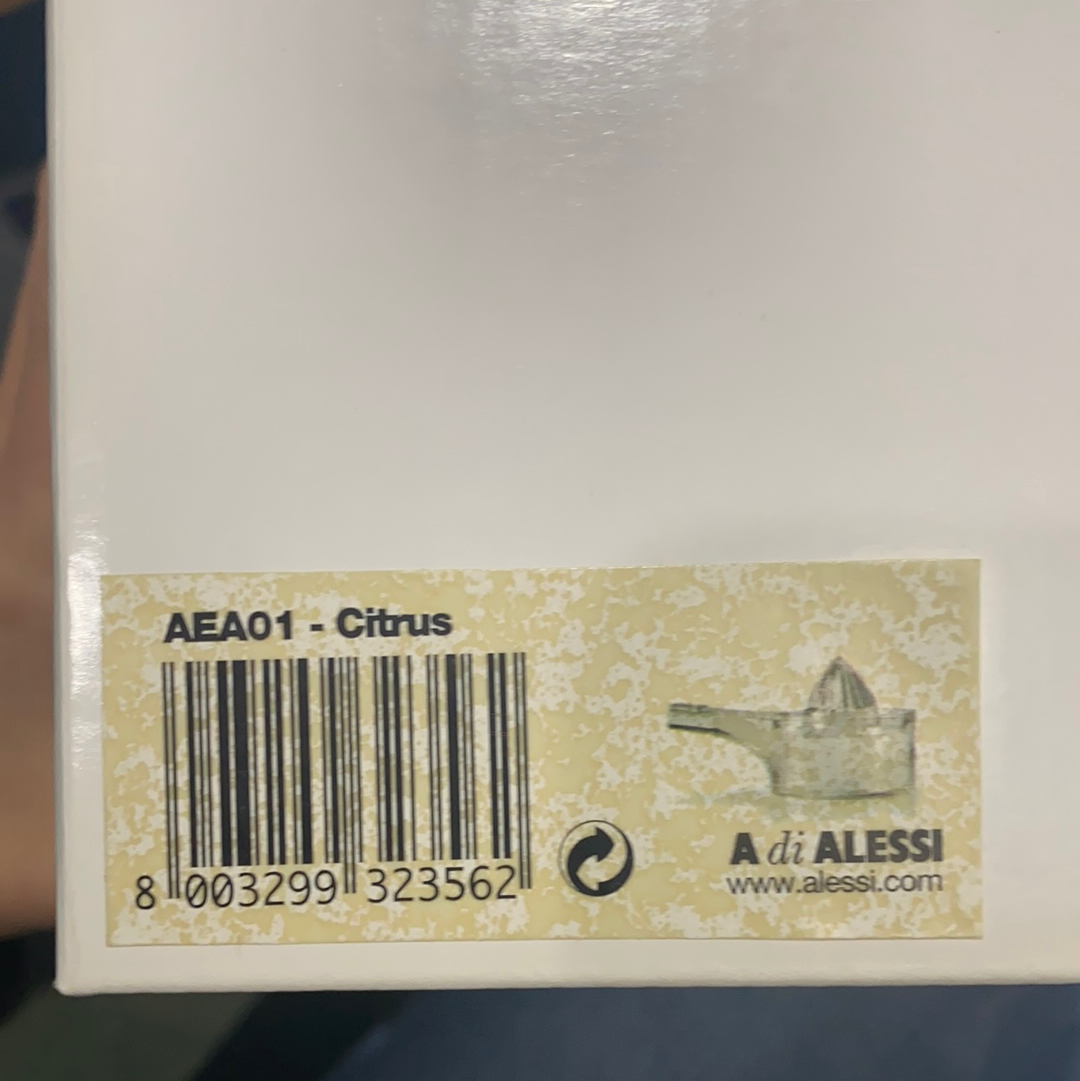 AEA01 - Citrus
8 003299 323562
A di ALESSI
www.alessi.com